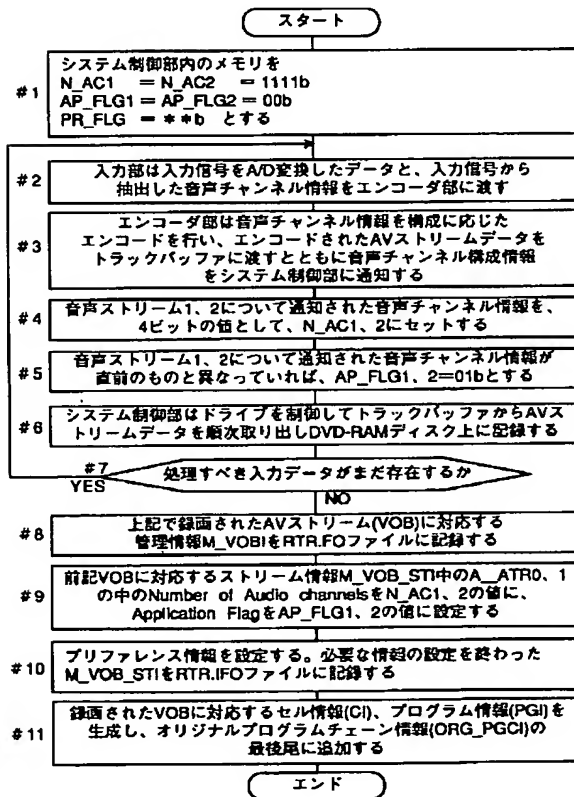 スタート
#1
システム制御部内のメモリを
N_AC1 = N_AC2 = 1111b
AP_FLG1 = AP_FLG2 = 00b
PR_FLG = **b とする
#2
入力部は入力信号をA/D変換したデータと、入力信号から
抽出した音声チャンネル情報をエンコーダ部に渡す
#3
エンコーダ部は音声チャンネル情報を構成に応じた
エンコードを行い、エンコードされたAVストリームデータを
トラックバッファに渡すとともに音声チャンネル構成情報
をシステム制御部に通知する
#4
音声ストリーム1、2について通知された音声チャンネル情報を、
4ビットの値として、N_AC1、2にセットする
#5
音声ストリーム1、2について通知された音声チャンネル情報が
直前のものと異なっていれば、AP_FLG1、2=01bとする
#6
システム制御部はドライブを制御してトラックバッファからAVス
トリームデータを順次取り出しDVD-RAMディスク上に記録する
#7
YES
処理すべき入力データがまだ存在するか
NO
#8
上記で録画されたAVストリーム(VOB)に対応する
管理情報M_VOBIをRTR.IFOファイルに記録する
#9
前記VOBに対応するストリーム情報M_VOB_STI中のA_ATR0、1
の中のNumber of Audio channelsをN_AC1、2の値に、
Application FlagをAP_FLG1、2の値に設定する
#10
プリファレンス情報を設定する。必要な情報の設定を終わった
M_VOB_STIをRTR.IFOファイルに記録する
#11
録画されたVOBに対応するセル情報(CI)、プログラム情報(PGI)を
生成し、オリジナルプログラムチェーン情報(ORG_PGCI)の
最後尾に追加する
エンド